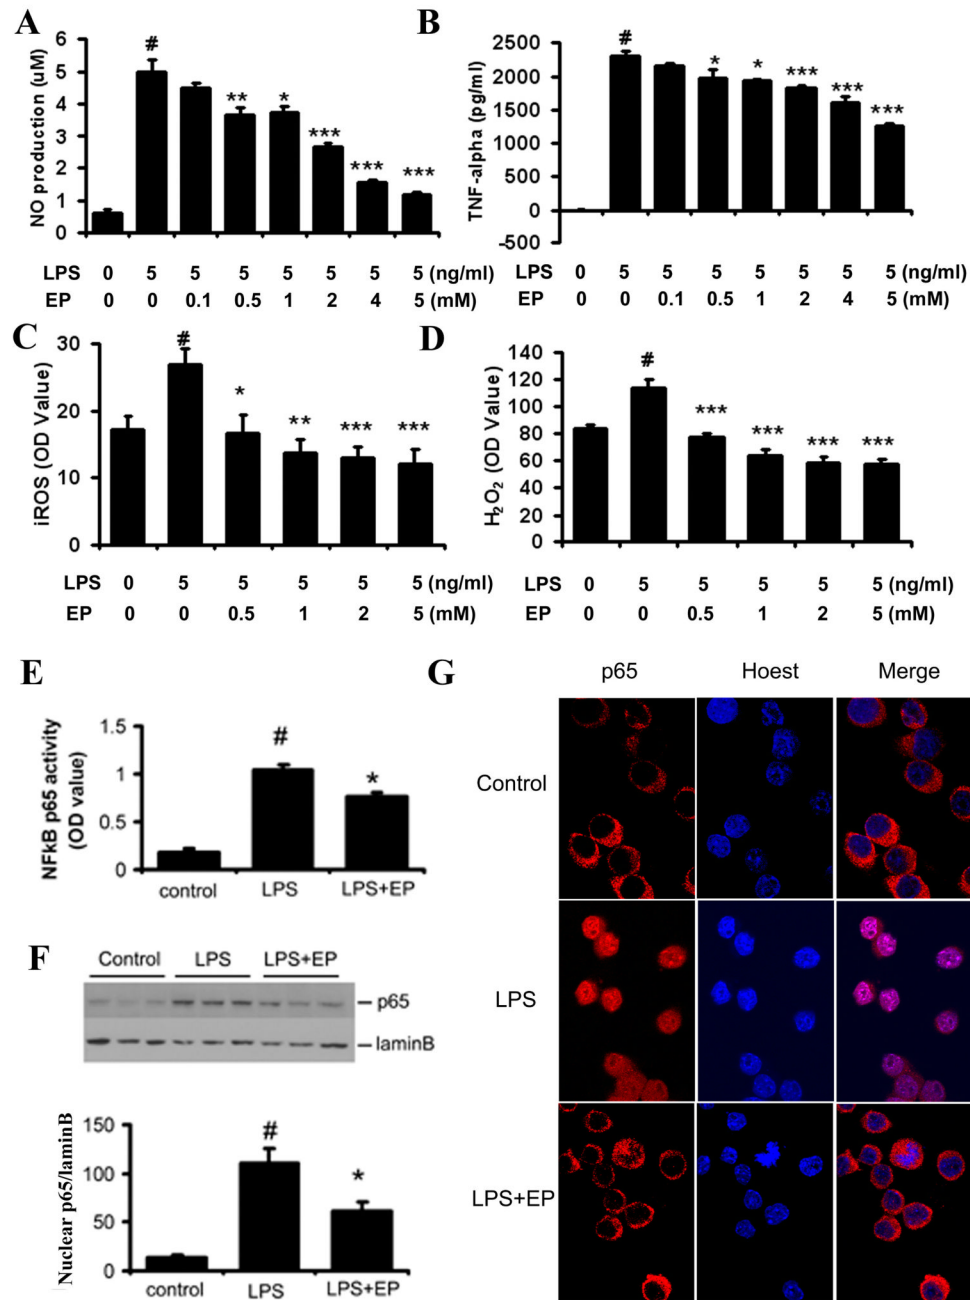 A
NO production (uM)
6
5
4
3
2
1
0
#
**
*
***
***
***
LPS 0 5 5 5 5 5 5 5 (ng/ml)
EP 0 0 0.1 0.5 1 2 4 5 (mM)
B
TNF-alpha (pg/ml)
2500
2000
1500
1000
500
0
-500
#
*
*
***
***
***
LPS 0 5 5 5 5 5 5 5 (ng/ml)
EP 0 0 0.1 0.5 1 2 4 5 (mM)
C
iROS (OD Value)
30
20
10
0
#
*
**
***
***
LPS 0 5 5 5 5 5 (ng/ml)
EP 0 0 0.5 1 2 5 (mM)
D
H2O2 (OD Value)
140
120
100
80
60
40
20
0
#
***
***
***
***
LPS 0 5 5 5 5 5 (ng/ml)
EP 0 0 0.5 1 2 5 (mM)
E
NFkB p65 activity
(OD value)
1.5
1
0.5
0
#
*
control LPS LPS+EP
F
Control LPS LPS+EP
p65
laminB
Nuclear p65/laminB
150
100
50
0
#
*
control LPS LPS+EP
G
p65 Hoest Merge
Control
LPS
LPS+EP